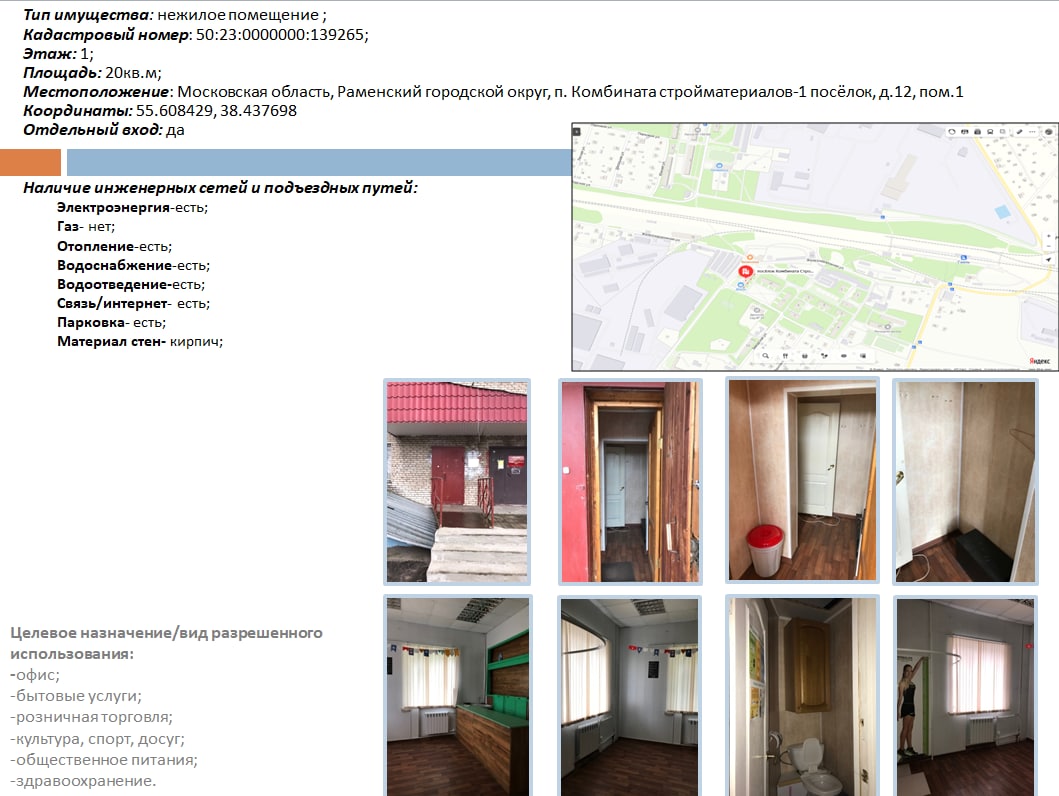 Тип имущества: нежилое помещение ;
Кадастровый номер: 50:23:0000000:139265;
Этаж: 1;
Площадь: 20кв.м;
Местоположение: Московская область, Раменский городской округ, п. Комбината стройматериалов-1 посёлок, д.12, пом.1
Координаты: 55.608429, 38.437698
Отдельный вход: да
Наличие инженерных сетей и подъездных путей:
Электроэнергия-есть;
Газ- нет;
Отопление-есть;
Водоснабжение-есть;
Водоотведение-есть;
Связь/интернет- есть;
Парковка- есть;
Материал стен- кирпич;
посёлок Комбината Стро...
Яндекс
Целевое назначение/вид разрешенного
использования:
-офис;
-бытовые услуги;
-розничная торговля;
-культура, спорт, досуг;
-общественное питания;
-здравоохранение.